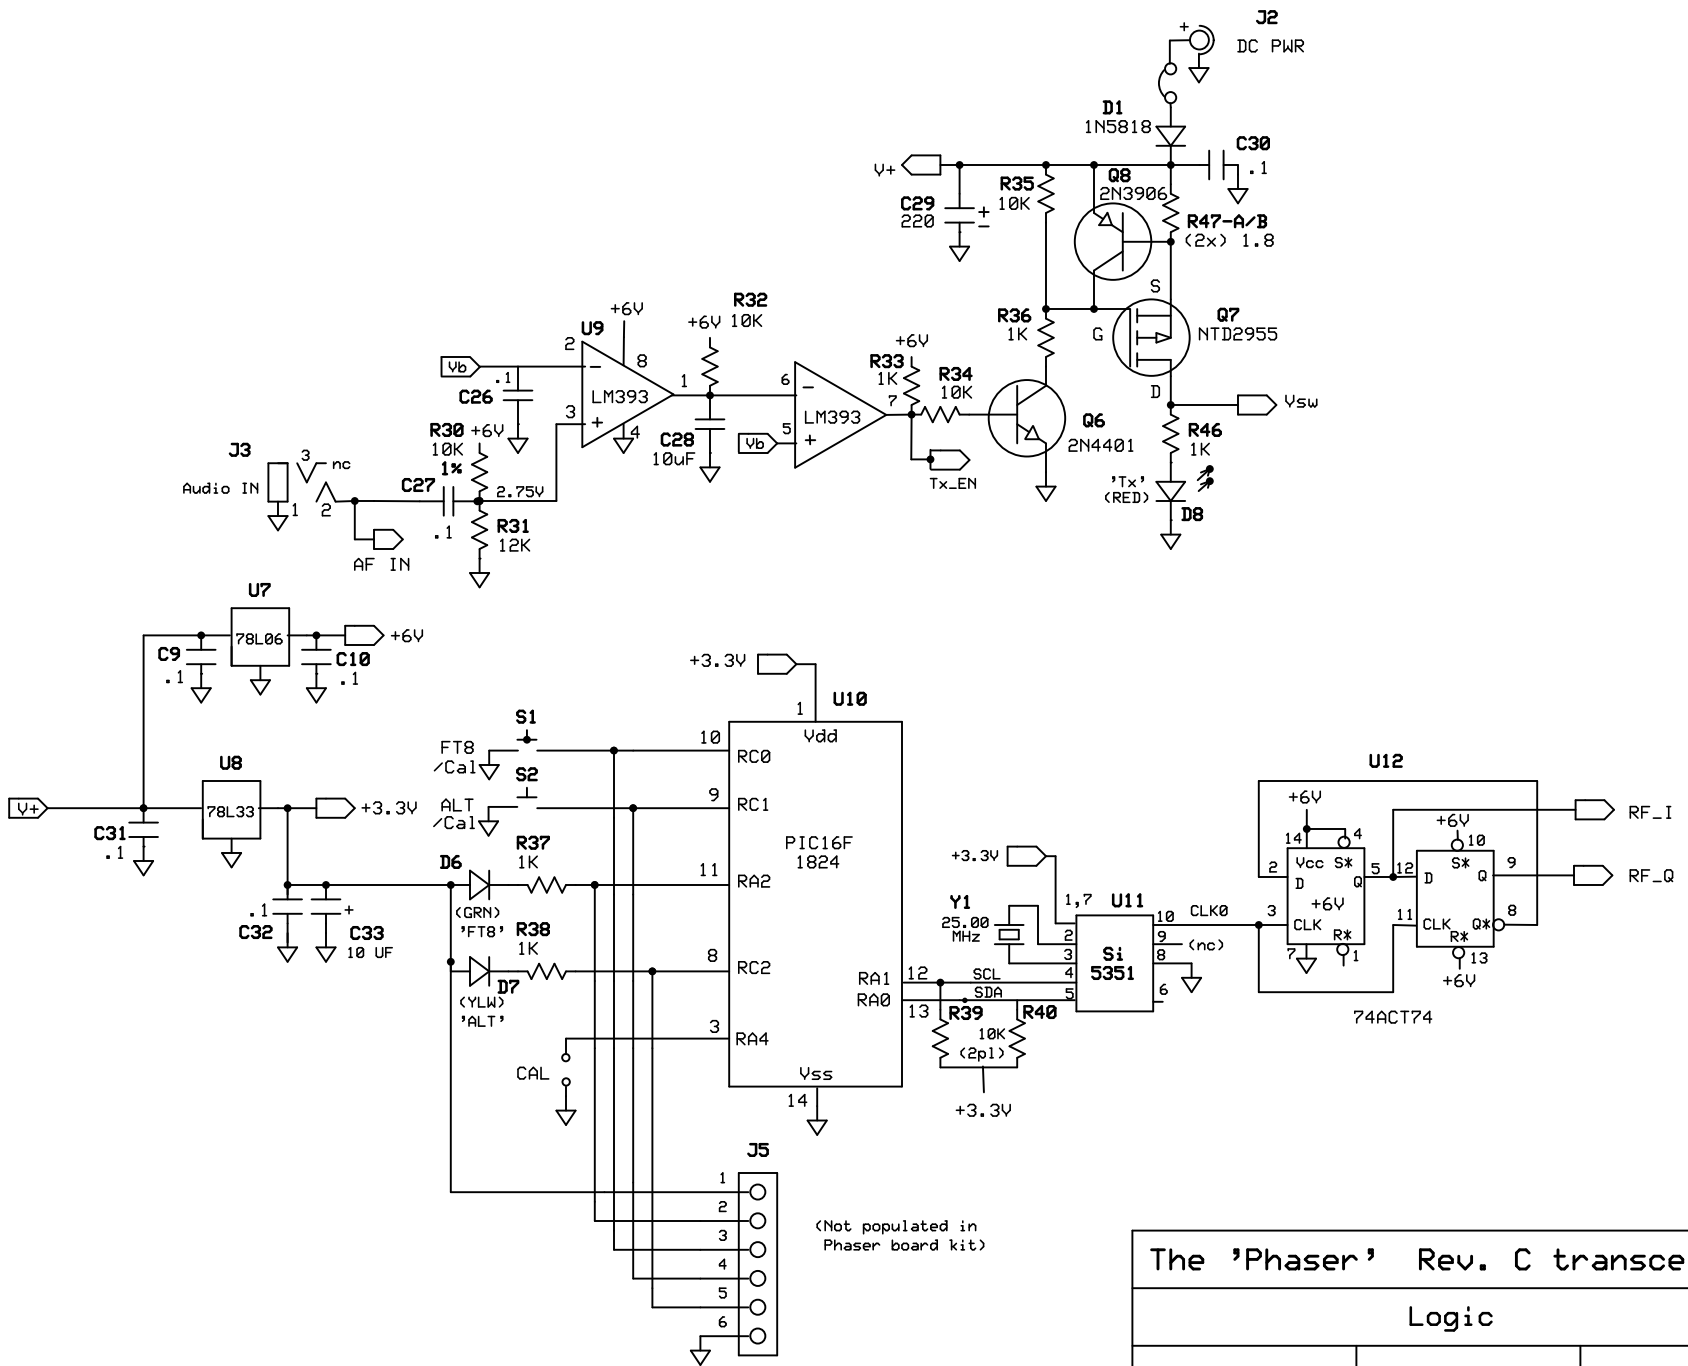 J2
+
DC PWR
D1
1N5818
C30
.1
V+
R35
10K
Q8
2N3906
C29
220
+
−
R47-A/B
(2x) 1.8
S
Q7
NTD2955
G
D
R36
1K
Vsw
+6V
R32
+6V
10K
U9
2
8
Vb
−
.1
C26
LM393
1
3
+
4
R30
+6V
10K
1%
C28
10uF
6
−
LM393
7
5
+
Vb
R33
+6V
1K
R34
10K
Tx_EN
Q6
2N4401
R46
1K
'Tx'
(RED)
D8
J3
3
nc
Audio IN
1
2
C27
.1
2.75V
R31
12K
AF IN
U7
78L06
+6V
C9
.1
C10
.1
U8
V+
78L33
+3.3V
C31
.1
.1
C32
+
C33
10 UF
+3.3V
1
U10
Vdd
S1
FT8
/Cal
10
RC0
S2
ALT
/Cal
9
RC1
PIC16F
1824
D6
R37
1K
11
RA2
(GRN)
'FT8'
R38
1K
8
RC2
D7
(YLW)
'ALT'
3
RA4
CAL
RA1
12
SCL
RA0
13
SDA
Vss
14
R39
R40
10K
(2pl)
+3.3V
+3.3V
1,7
U11
Y1
25.00
MHz
2
3
4
5
Si
5351
10
CLK0
9
(nc)
8
6
U12
+6V
14
4
2
Vcc
S*
D
Q
5
+6V
3
CLK
R*
7
1
+6V
10
12
S*
D
Q
9
11
CLK
Q*
8
R*
13
+6V
74ACT74
RF_I
RF_Q
J5
1
2
3
4
5
6
(Not populated in
Phaser board kit)
The 'Phaser' Rev. C transce
Logic